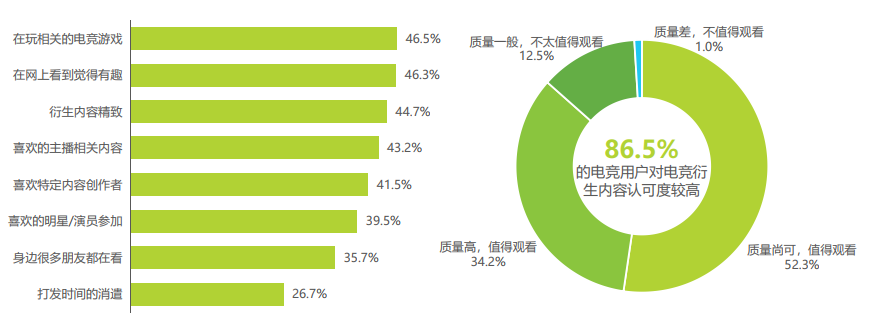 在玩相关的电竞游戏 46.5%
在网上看到觉得有趣 46.3%
衍生内容精致 44.7%
喜欢的主播相关内容 43.2%
喜欢特定内容创作者 41.5%
喜欢的明星/演员参加 39.5%
身边很多朋友都在看 35.7%
打发时间的消遣 26.7%
质量差，不值得观看
1.0%
质量一般，不太值得观看
12.5%
86.5%
的电竞用户对电竞衍
生内容认可度较高
质量高，值得观看
34.2%
质量尚可，值得观看
52.3%